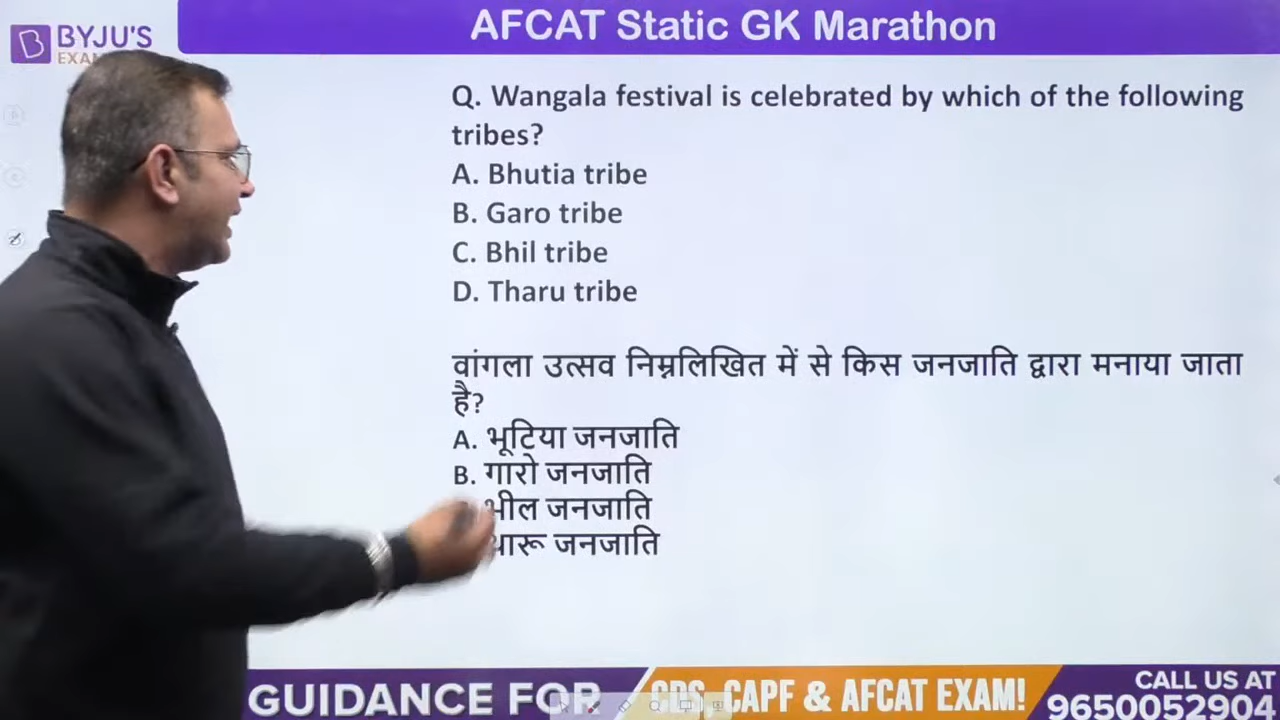 BYJU'S
EXAM
AFCAT Static GK Marathon
Q. Wangala festival is celebrated by which of the following
tribes?
A. Bhutia tribe
B. Garo tribe
C. Bhil tribe
D. Tharu tribe
वांगला उत्सव निम्नलिखित में से किस जनजाति द्वारा मनाया जाता
है?
A. भूटिया जनजाति
B. गारो जनजाति
भील जनजाति
थारू जनजाति
GUIDANCE FOR CDS, CAPF & AFCAT EXAM!
CALL US AT
9650052904